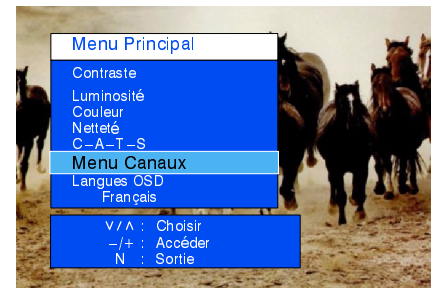 Menu Principal
Contraste
Luminosité
Couleur
Netteté
C-A-T-S
Menu Canaux
Langues OSD
Français
∨/∧ : Choisir
-/+ : Accéder
N : Sortie